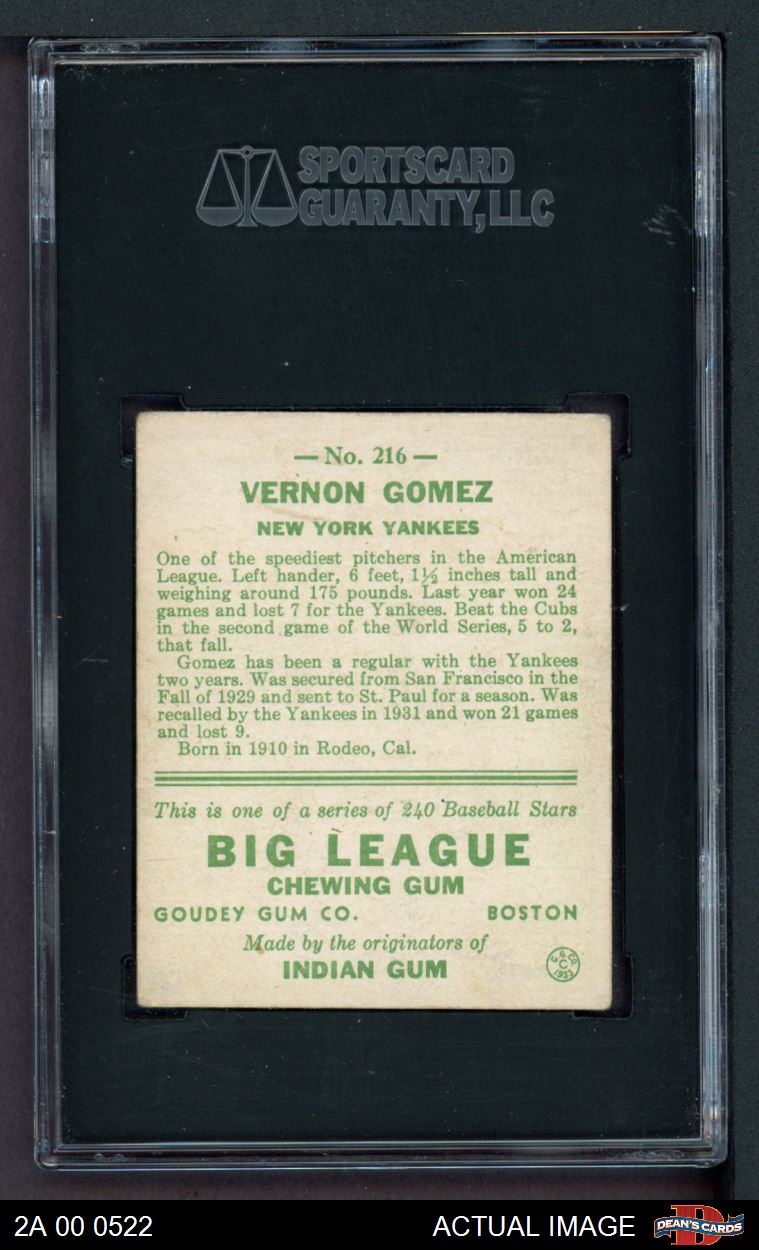 SPORTSCARD
GUARANTY, LLC
— No. 216 —
VERNON GOMEZ
NEW YORK YANKEES
One of the speediest pitchers in the American
League. Left hander, 6 feet, 1½ inches tall and
weighing around 175 pounds. Last year won 24
games and lost 7 for the Yankees. Beat the Cubs
in the second game of the World Series, 5 to 2,
that fall.
Gomez has been a regular with the Yankees
two years. Was secured from San Francisco in the
Fall of 1929 and sent to St. Paul for a season. Was
recalled by the Yankees in 1931 and won 21 games
and lost 9.
Born in 1910 in Rodeo, Cal.
This is one of a series of 240 Baseball Stars
BIG LEAGUE
CHEWING GUM
GOUDEY GUM CO. BOSTON
Made by the originators of
INDIAN GUM
G.G.CO.
C
1933
2A 00 0522 ACTUAL IMAGE
D
DEAN'S CARDS